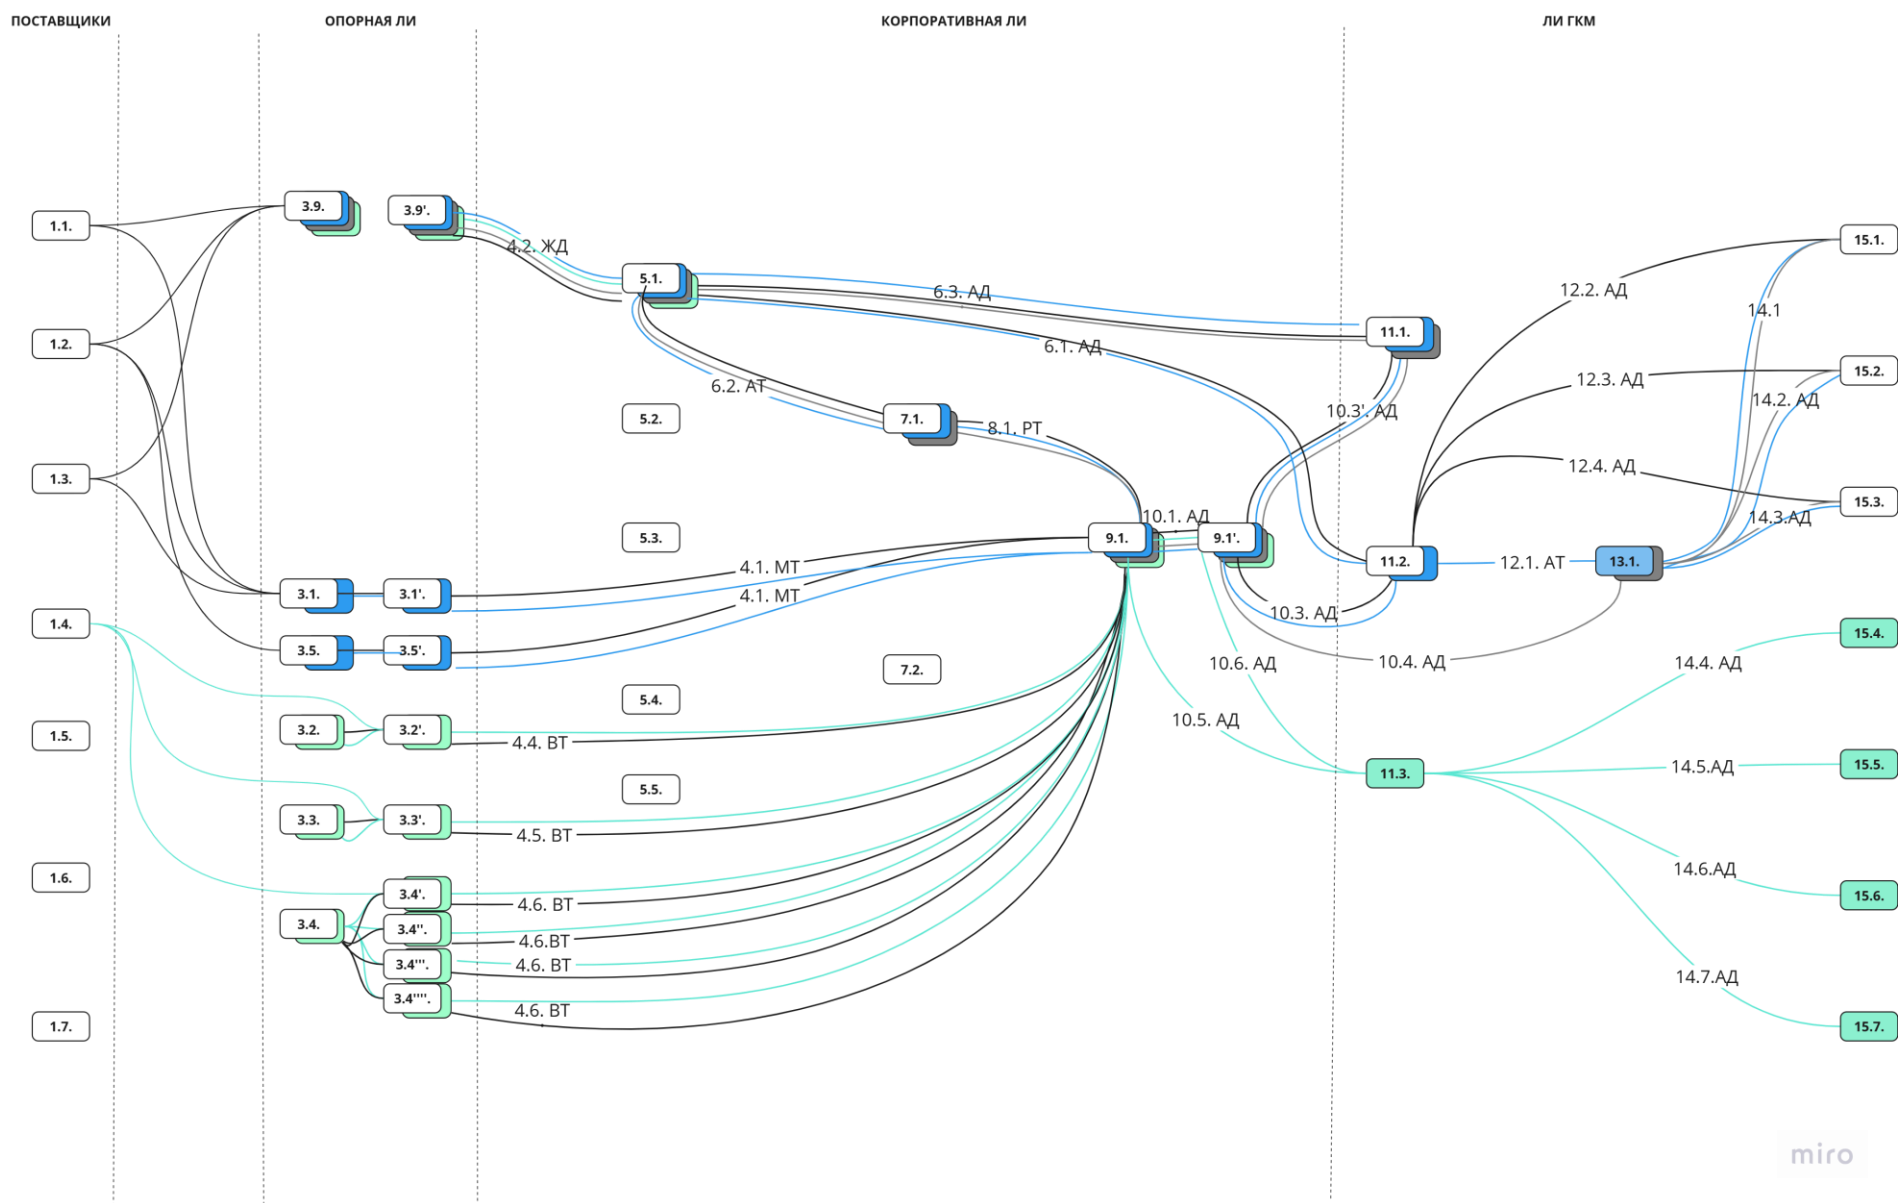 ПОСТАВЩИКИ
ОПОРНАЯ ЛИ
КОРПОРАТИВНАЯ ЛИ
ЛИ ГКМ
1.1.
1.2.
1.3.
1.4.
1.5.
1.6.
1.7.
3.9.
3.9'.
3.1.
3.1'.
3.5.
3.5'.
3.2.
3.2'.
3.3.
3.3'.
3.4.
3.4'.
3.4''.
3.4'''.
3.4''''.
4.2. ЖД
4.1. МТ
4.1. МТ
4.4. ВТ
4.5. ВТ
4.6. ВТ
4.6.ВТ
4.6. ВТ
4.6. ВТ
5.1.
5.2.
5.3.
5.4.
5.5.
6.3. АД
6.1. АД
6.2. АТ
7.1.
7.2.
8.1. РТ
9.1.
10.1. АД
9.1'.
10.3'. АД
10.3. АД
10.4. АД
10.6. АД
10.5. АД
11.1.
11.2.
11.3.
12.2. АД
12.3. АД
12.4. АД
12.1. АТ
13.1.
14.1
14.2. АД
14.3.АД
14.4. АД
14.5.АД
14.6.АД
14.7.АД
15.1.
15.2.
15.3.
15.4.
15.5.
15.6.
15.7.
miro